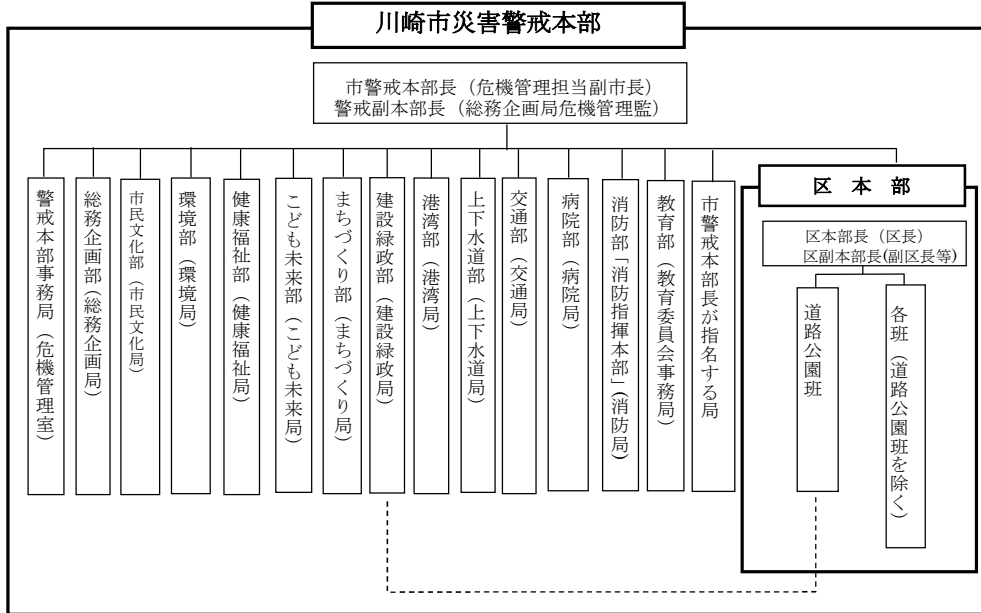 川崎市災害警戒本部
市警戒本部長（危機管理担当副市長）
警戒副本部長（総務企画局危機管理監）
警戒本部事務局（危機管理室）
総務企画部（総務企画局）
市民文化部（市民文化局）
環境部（環境局）
健康福祉部（健康福祉局）
こども未来部（こども未来局）
まちづくり部（まちづくり局）
建設緑政部（建設緑政局）
港湾部（港湾局）
上下水道部（上下水道局）
交通部（交通局）
病院部（病院局）
消防部「消防指揮本部」（消防局）
教育部（教育委員会事務局）
市警戒本部長が指名する局
区本部
区本部長（区長）
区副本部長(副区長等)
道路公園班
各班（道路公園班を除く）